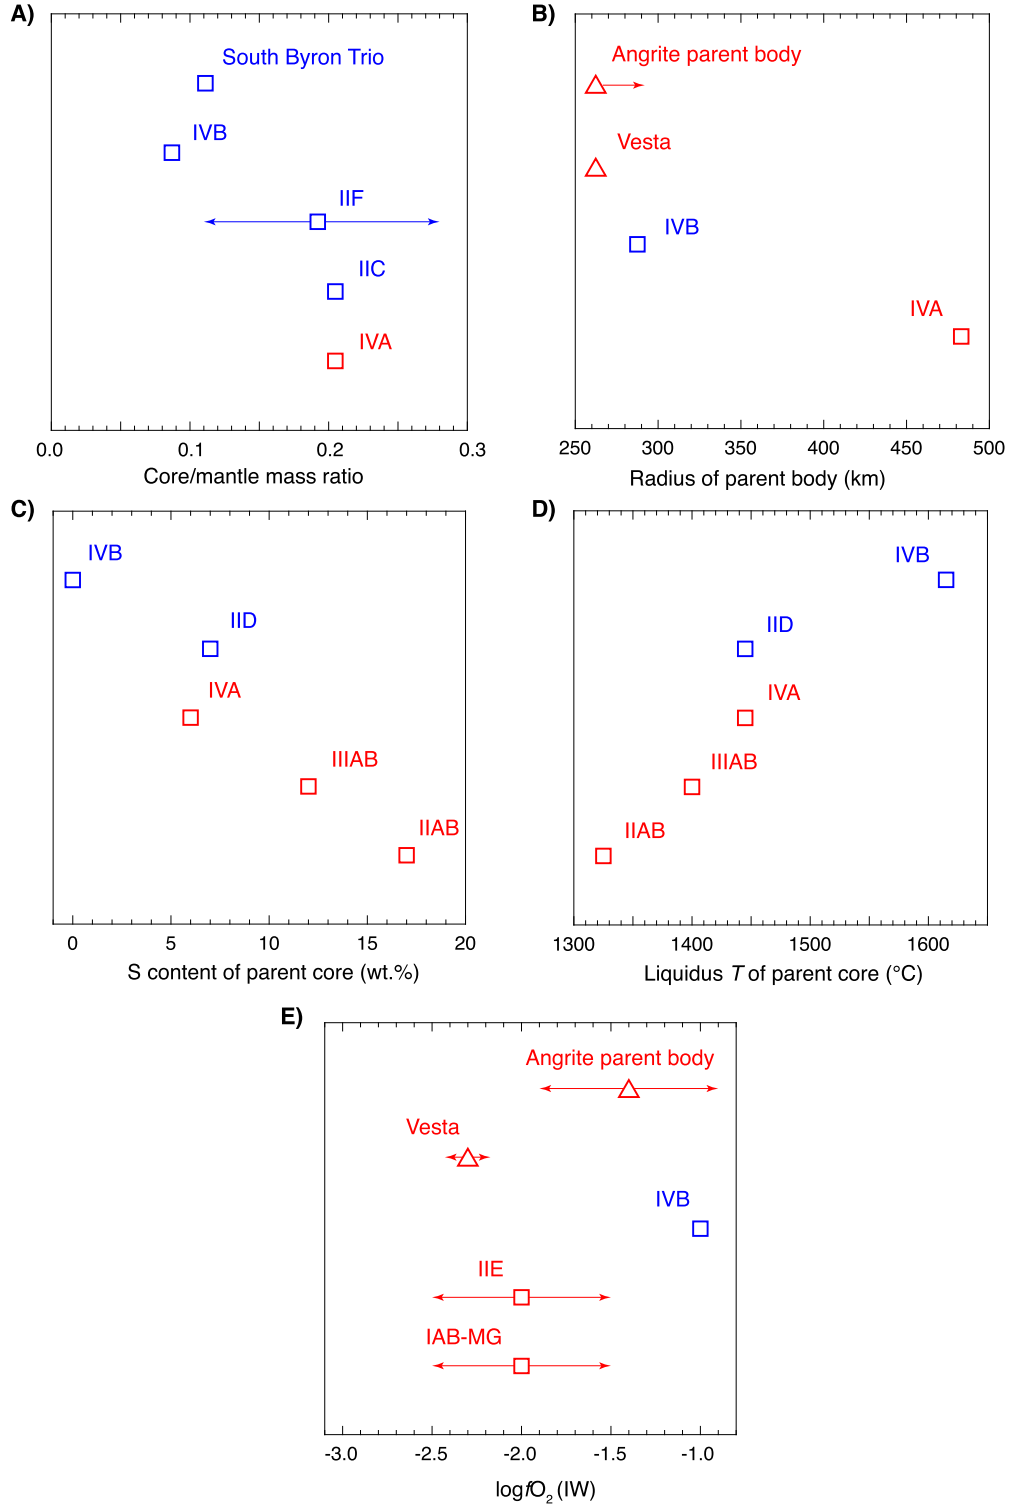 A)
South Byron Trio
IVB
IIF
IIC
IVA
0.0 0.1 0.2 0.3
Core/mantle mass ratio
B)
Angrite parent body
Vesta
IVB
IVA
250 300 350 400 450 500
Radius of parent body (km)
C)
IVB
IID
IVA
IIIAB
IIAB
0 5 10 15 20
S content of parent core (wt.%)
D)
IVB
IID
IVA
IIIAB
IIAB
1300 1400 1500 1600
Liquidus T of parent core (°C)
E)
Angrite parent body
Vesta
IVB
IIE
IAB-MG
-3.0 -2.5 -2.0 -1.5 -1.0
logfO2 (IW)